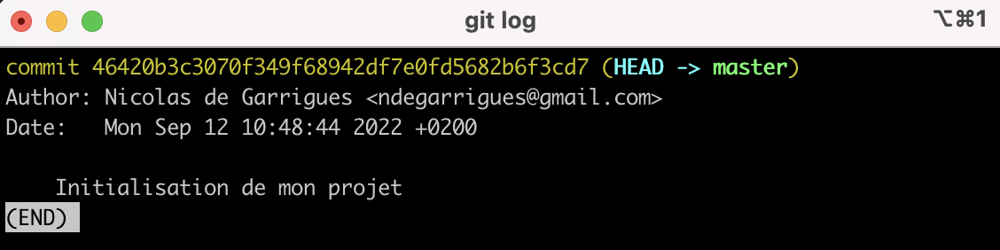 git log
⌥⌘1
commit 46420b3c3070f349f68942df7e0fd5682b6f3cd7 (HEAD -> master)
Author: Nicolas de Garrigues <ndegarrigues@gmail.com>
Date:   Mon Sep 12 10:48:44 2022 +0200
    Initialisation de mon projet
(END)